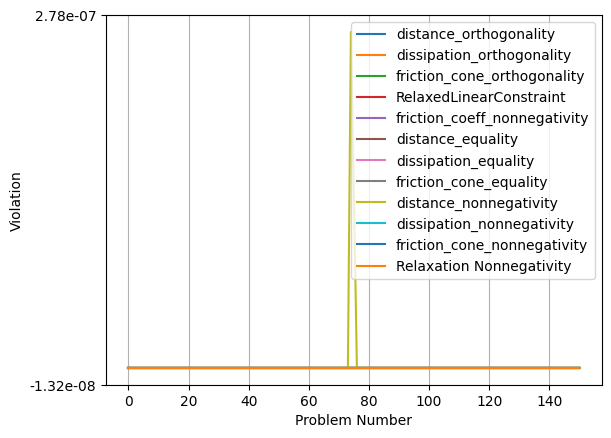 2.78e-07
distance_orthogonality
dissipation_orthogonality
friction_cone_orthogonality
RelaxedLinearConstraint
friction_coeff_nonnegativity
distance_equality
dissipation_equality
friction_cone_equality
distance_nonnegativity
dissipation_nonnegativity
friction_cone_nonnegativity
Relaxation Nonnegativity
Violation
-1.32e-08
0 20 40 60 80 100 120 140
Problem Number